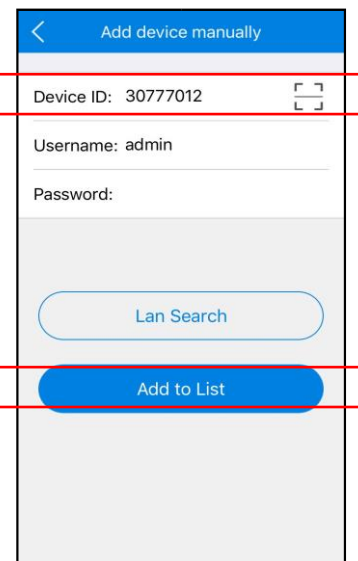 Add device manually
Device ID: 30777012
Username: admin
Password:
Lan Search
Add to List